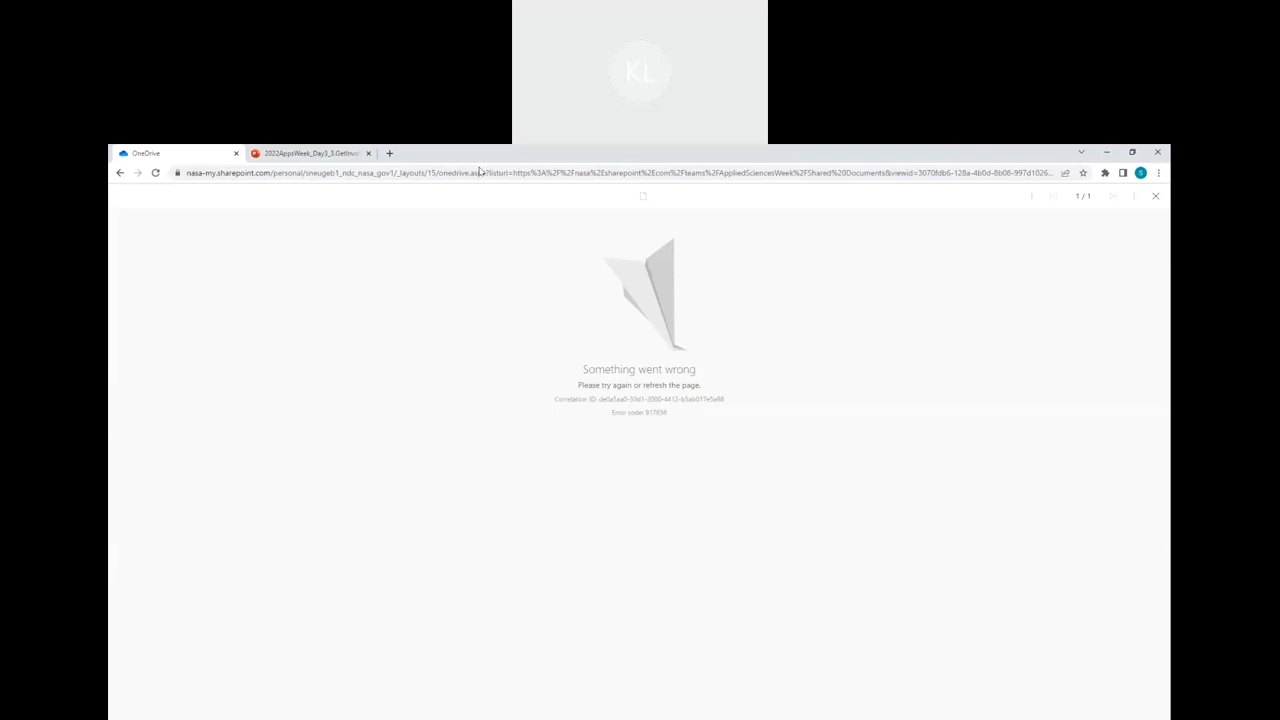 KL
OneDrive
2022AppsWeek_Day3_3.GetInvol
nasa-my.sharepoint.com/personal/sneugeb1_ndc_nasa_gov1/_layouts/15/onedrive.aspx?listurl=https%3A%2F%2Fnasa%2Esharepoint%2Ecom%2Fteams%2FAppliedSciencesWeek%2FShared%20Documents&viewid=3070fdb6-128a-4b0d-8b08-997d1026...
S
1 / 1
Something went wrong
Please try again or refresh the page.
Correlation ID:
Error code: